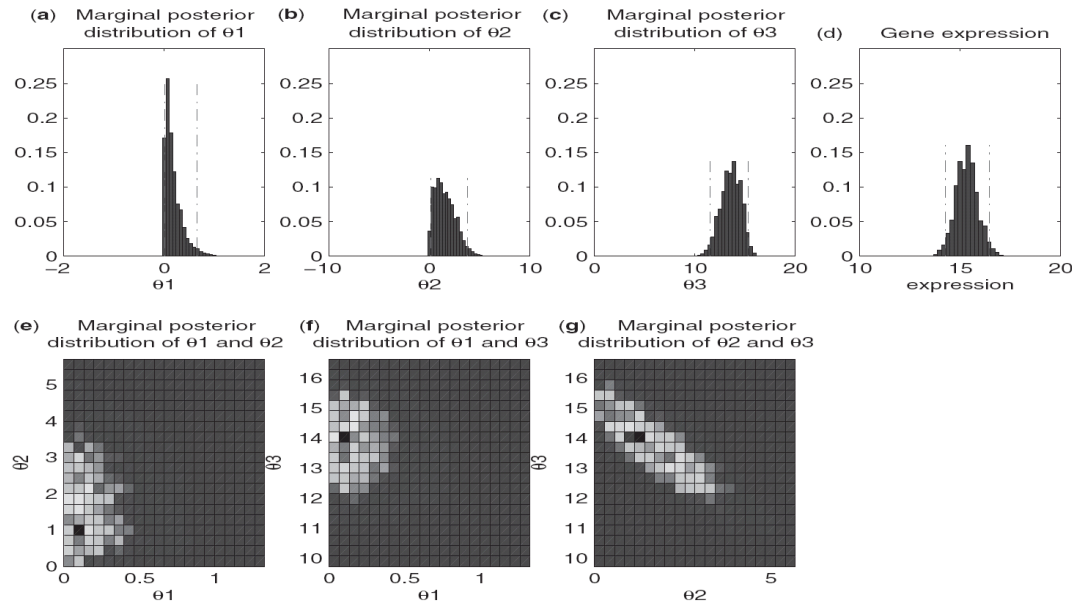 (a) Marginal posterior
distribution of θ1
(b) Marginal posterior
distribution of θ2
(c) Marginal posterior
distribution of θ3
(d) Gene expression
0.25
0.2
0.15
0.1
0.05
0
−2 0 2
θ1
0.25
0.2
0.15
0.1
0.05
0
−10 0 10
θ2
0.25
0.2
0.15
0.1
0.05
0
0 10 20
θ3
0.25
0.2
0.15
0.1
0.05
0
10 15 20
expression
(e) Marginal posterior
distribution of θ1 and θ2
(f) Marginal posterior
distribution of θ1 and θ3
(g) Marginal posterior
distribution of θ2 and θ3
θ2
5
4
3
2
1
0
0 0.5 1
θ1
θ3
16
15
14
13
12
11
10
0 0.5 1
θ1
θ3
16
15
14
13
12
11
10
0 5
θ2